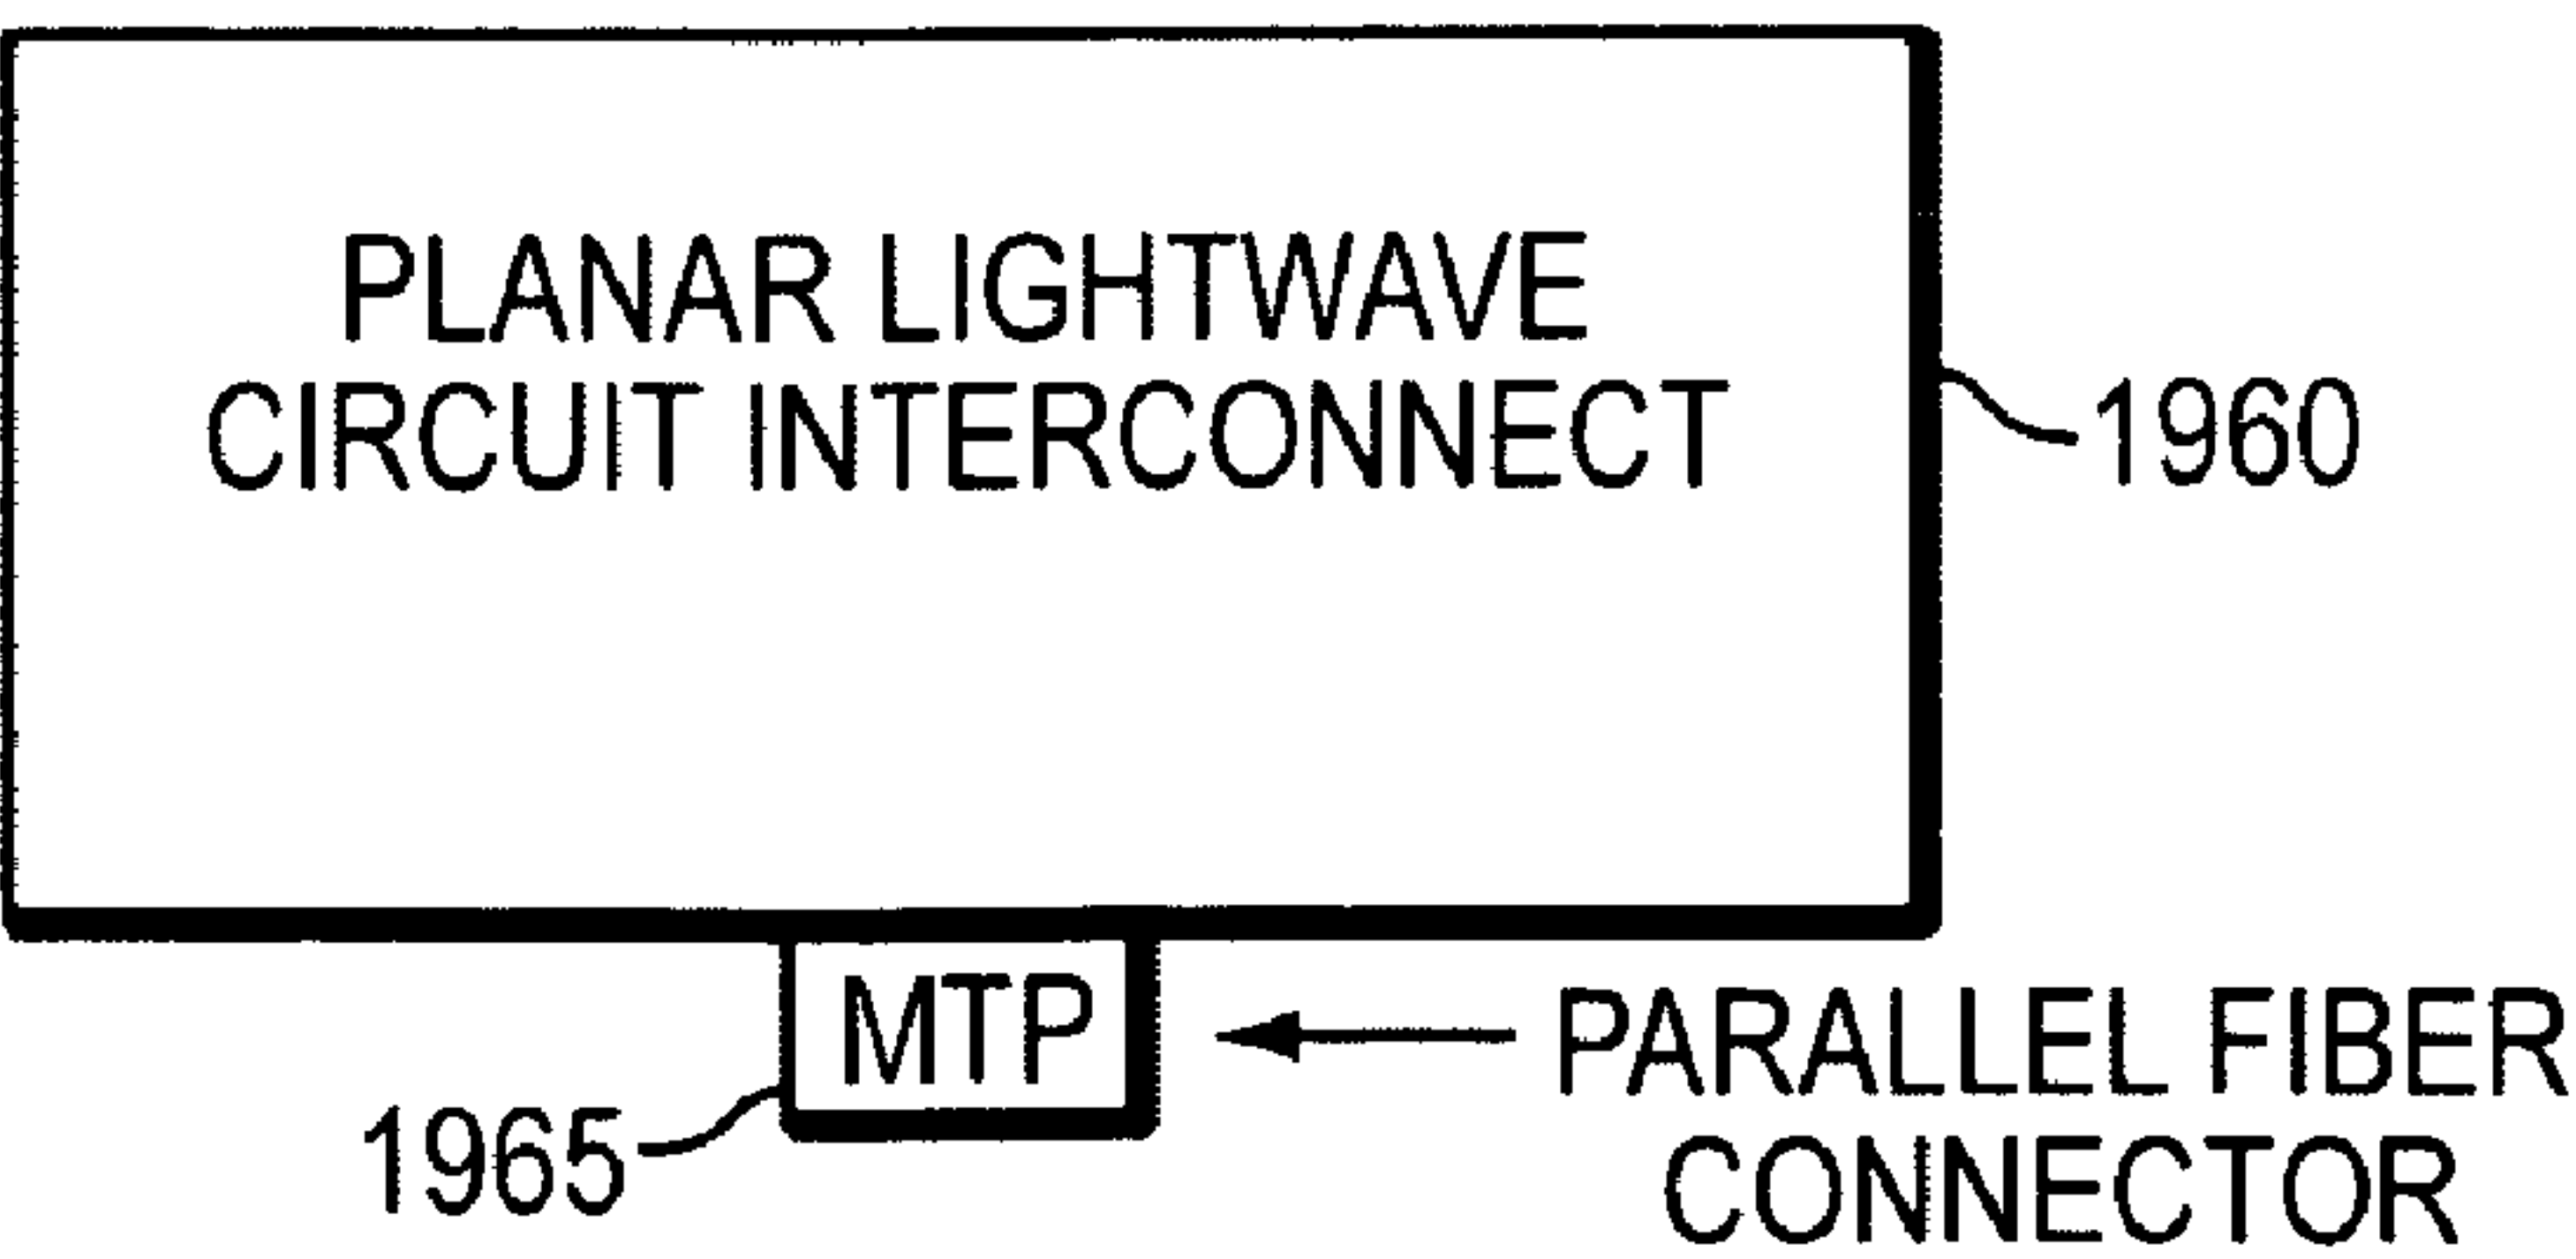 PLANAR LIGHTWAVE
CIRCUIT INTERCONNECT
1960
MTP
PARALLEL FIBER
CONNECTOR
1965